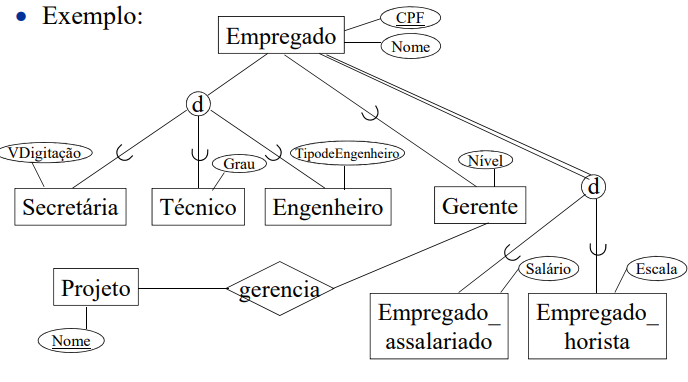 • Exemplo:
CPF
Empregado
Nome
d
VDigitação
Grau
TipodeEngenheiro
Nível
d
Secretária
Técnico
Engenheiro
Gerente
Projeto
gerencia
Salário
Escala
Empregado_
assalariado
Empregado_
horista
Nome